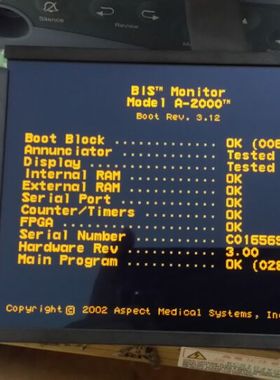 Silence
Review
BIS™ Monitor
Model A-2000™
Boot Rev. 3.12
Boot Block .............. OK (006
Annunciator ............. Tested
Display ................. Tested
Internal RAM ............ OK
External RAM ............ OK
Serial Port ............. OK
Counter/Timers .......... OK
FPGA .................... OK
Serial Number ........... CO16569
Hardware Rev ............ 3.00
Main Program ............ OK (028
Copyright © 2002 Aspect Medical Systems, Inc